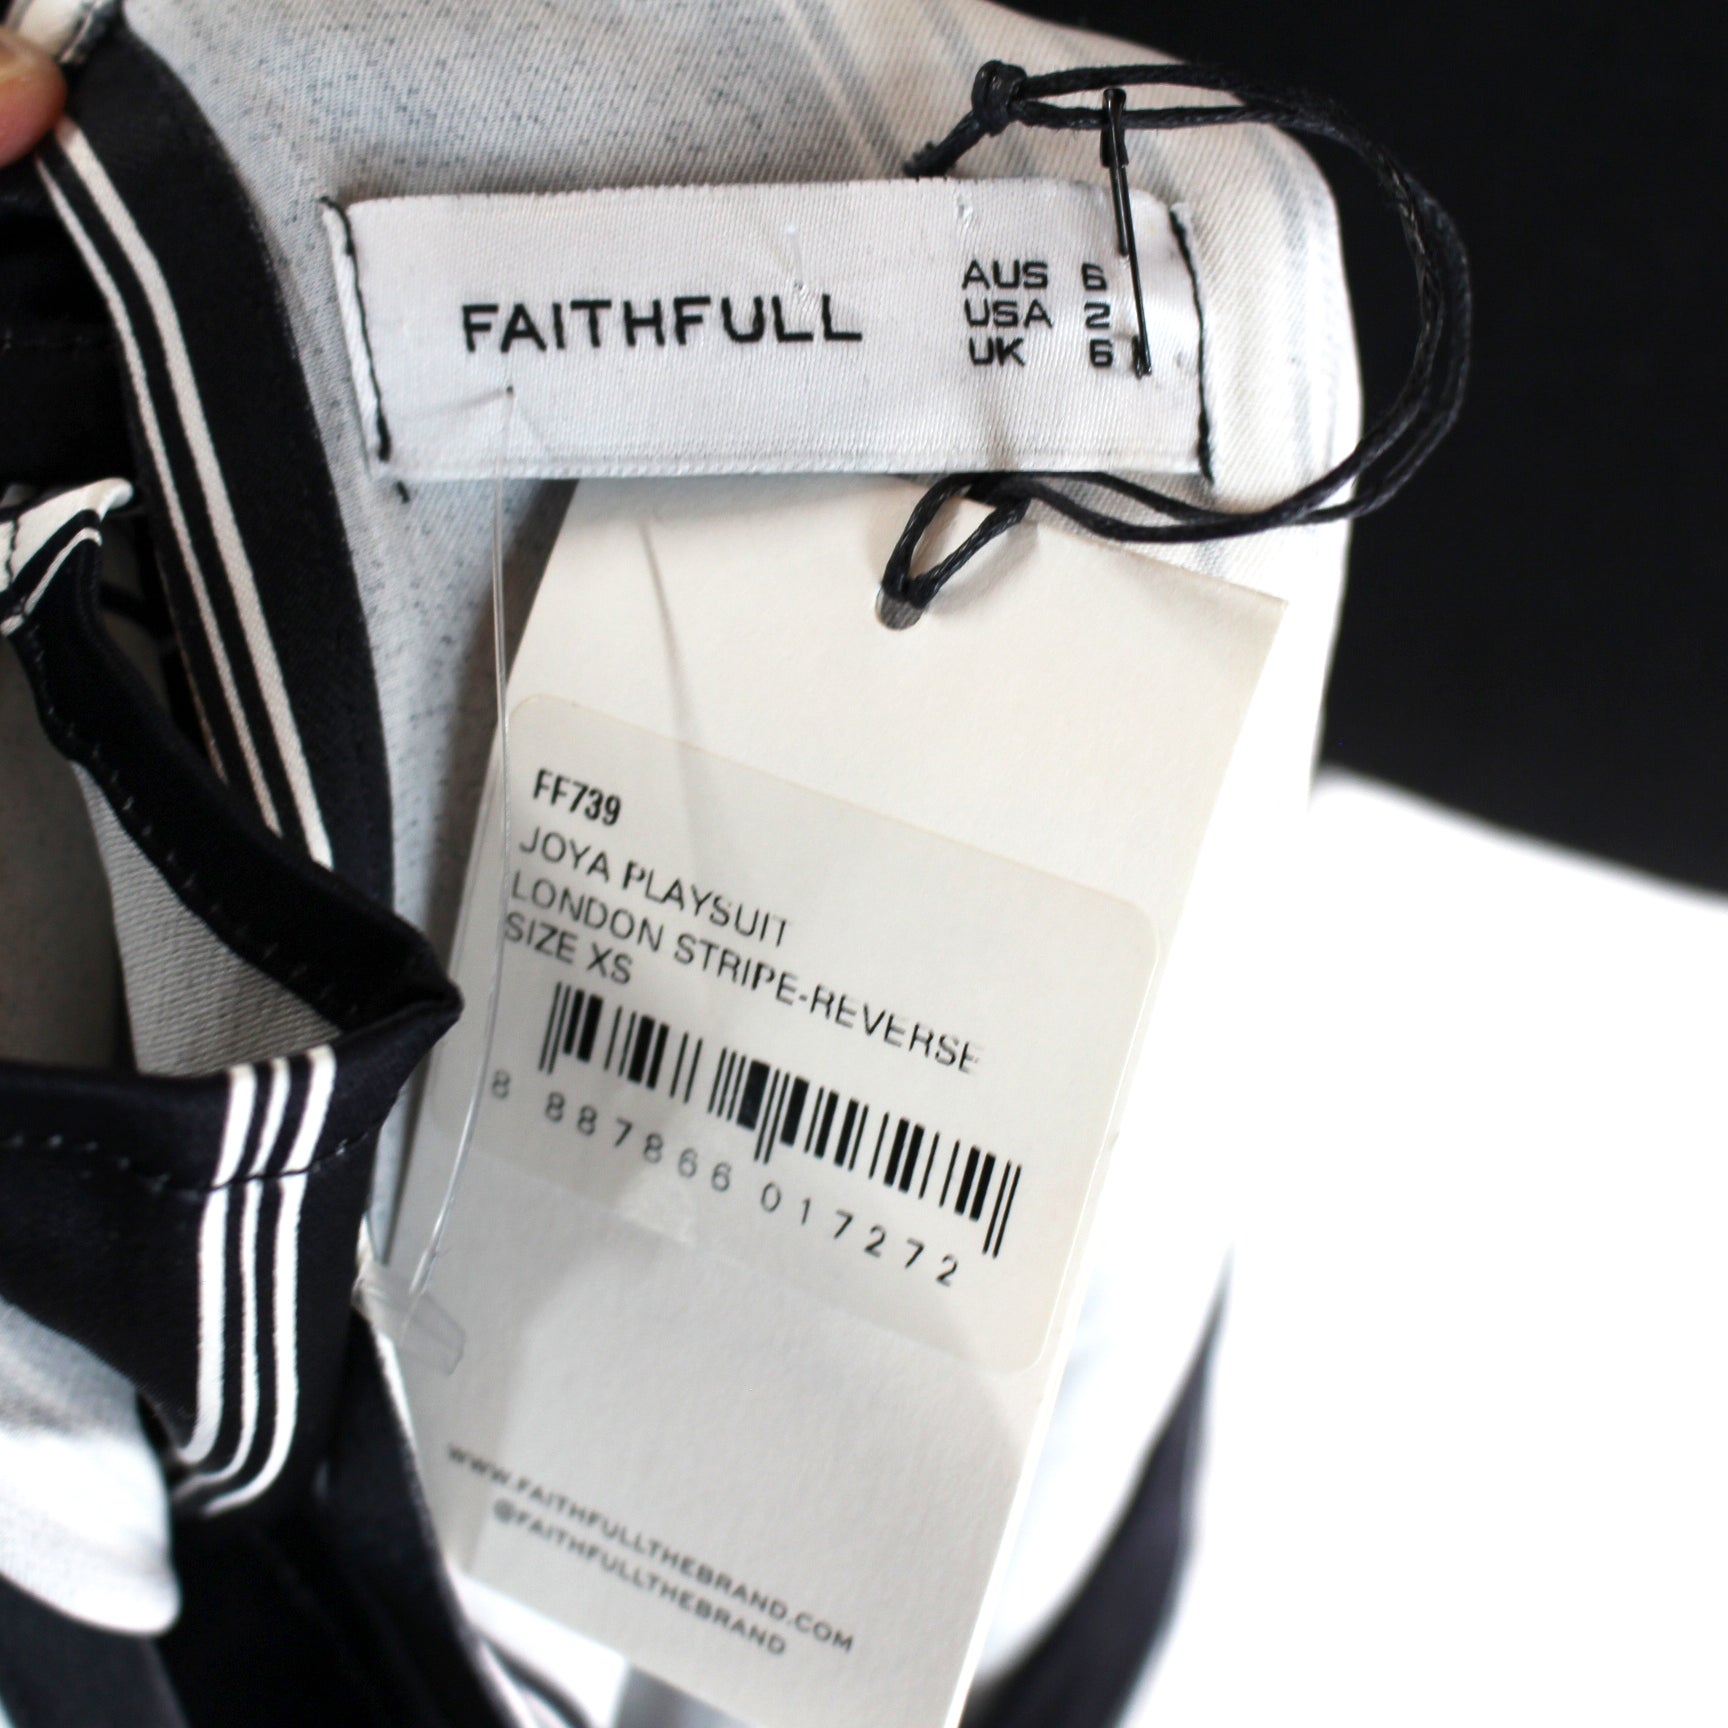 FAITHFULL
AUS 6
USA 2
UK 6
FF739
JOYA PLAYSUIT
LONDON STRIPE-REVERSE
SIZE XS
8 887866 017272
WWW.FAITHFULLTHEBRAND.COM
@FAITHFULLTHEBRAND